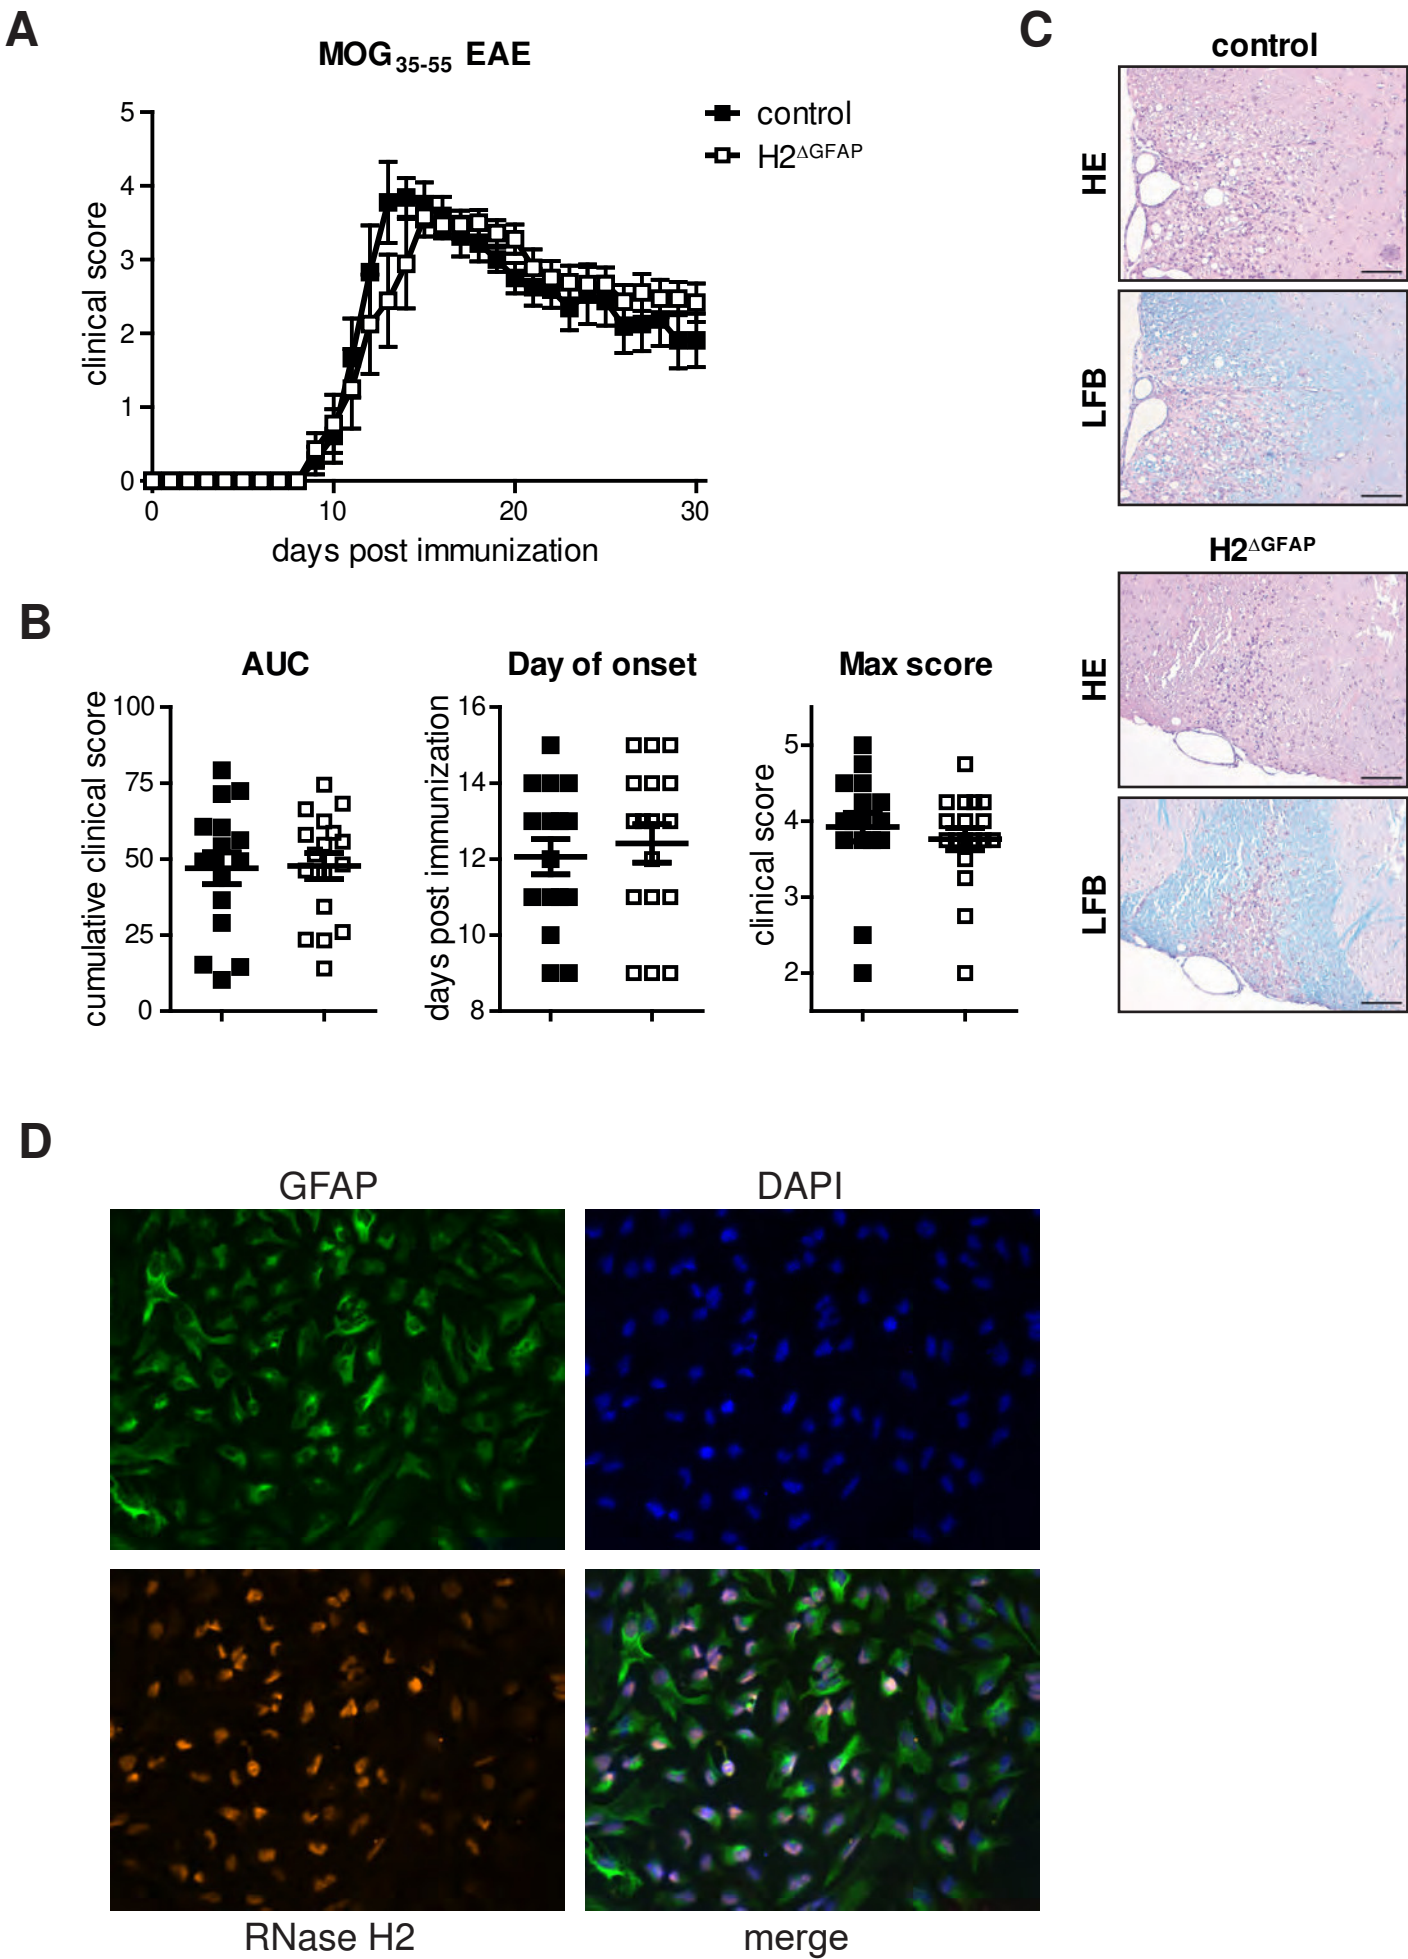 A
MOG35-55 EAE
clinical score
5
4
3
2
1
0
0 10 20 30
days post immunization
control
H2ΔGFAP
B
AUC
cumulative clinical score
100
75
50
25
0
Day of onset
days post immunization
16
14
12
10
8
Max score
clinical score
5
4
3
2
C
control
HE
LFB
H2ΔGFAP
HE
LFB
D
GFAP
DAPI
RNase H2
merge